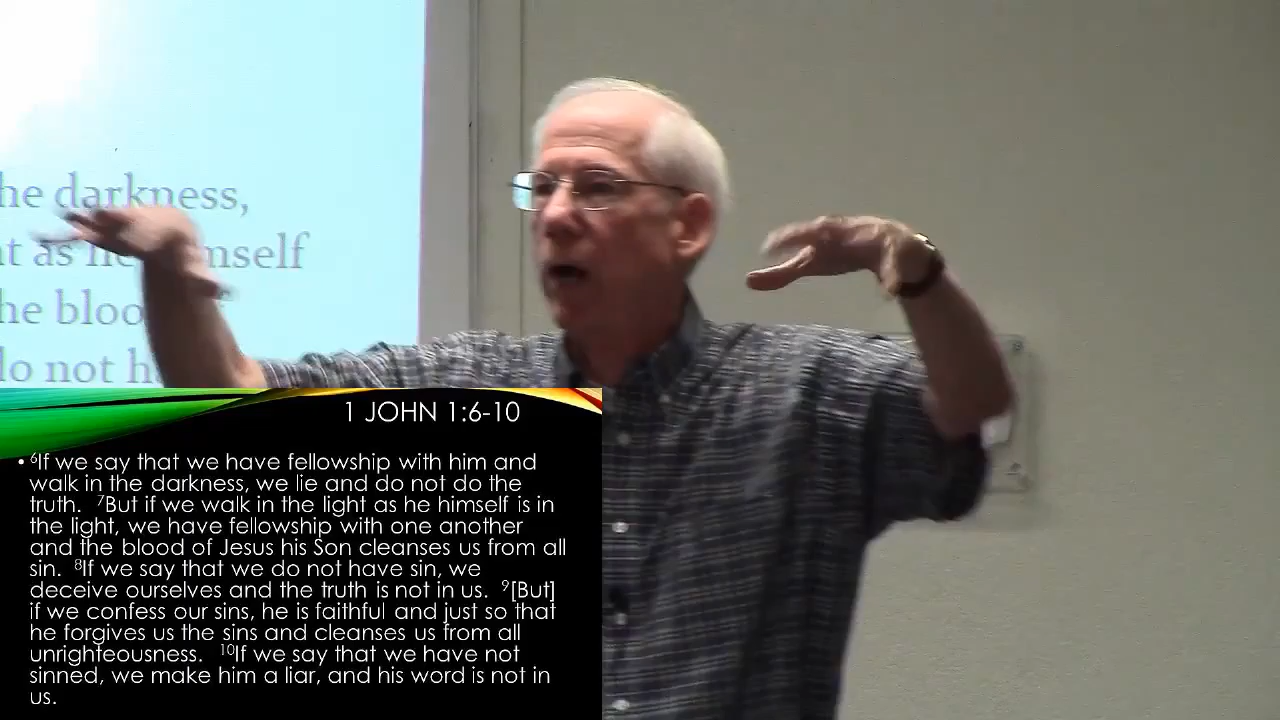 he darkness,
as he himself
he bloo
do not h
1 JOHN 1:6-10
• ⁶If we say that we have fellowship with him and
walk in the darkness, we lie and do not do the
truth. ⁷But if we walk in the light as he himself is in
the light, we have fellowship with one another
and the blood of Jesus his Son cleanses us from all
sin. ⁸If we say that we do not have sin, we
deceive ourselves and the truth is not in us. ⁹[But]
if we confess our sins, he is faithful and just so that
he forgives us the sins and cleanses us from all
unrighteousness. ¹⁰If we say that we have not
sinned, we make him a liar, and his word is not in
us.